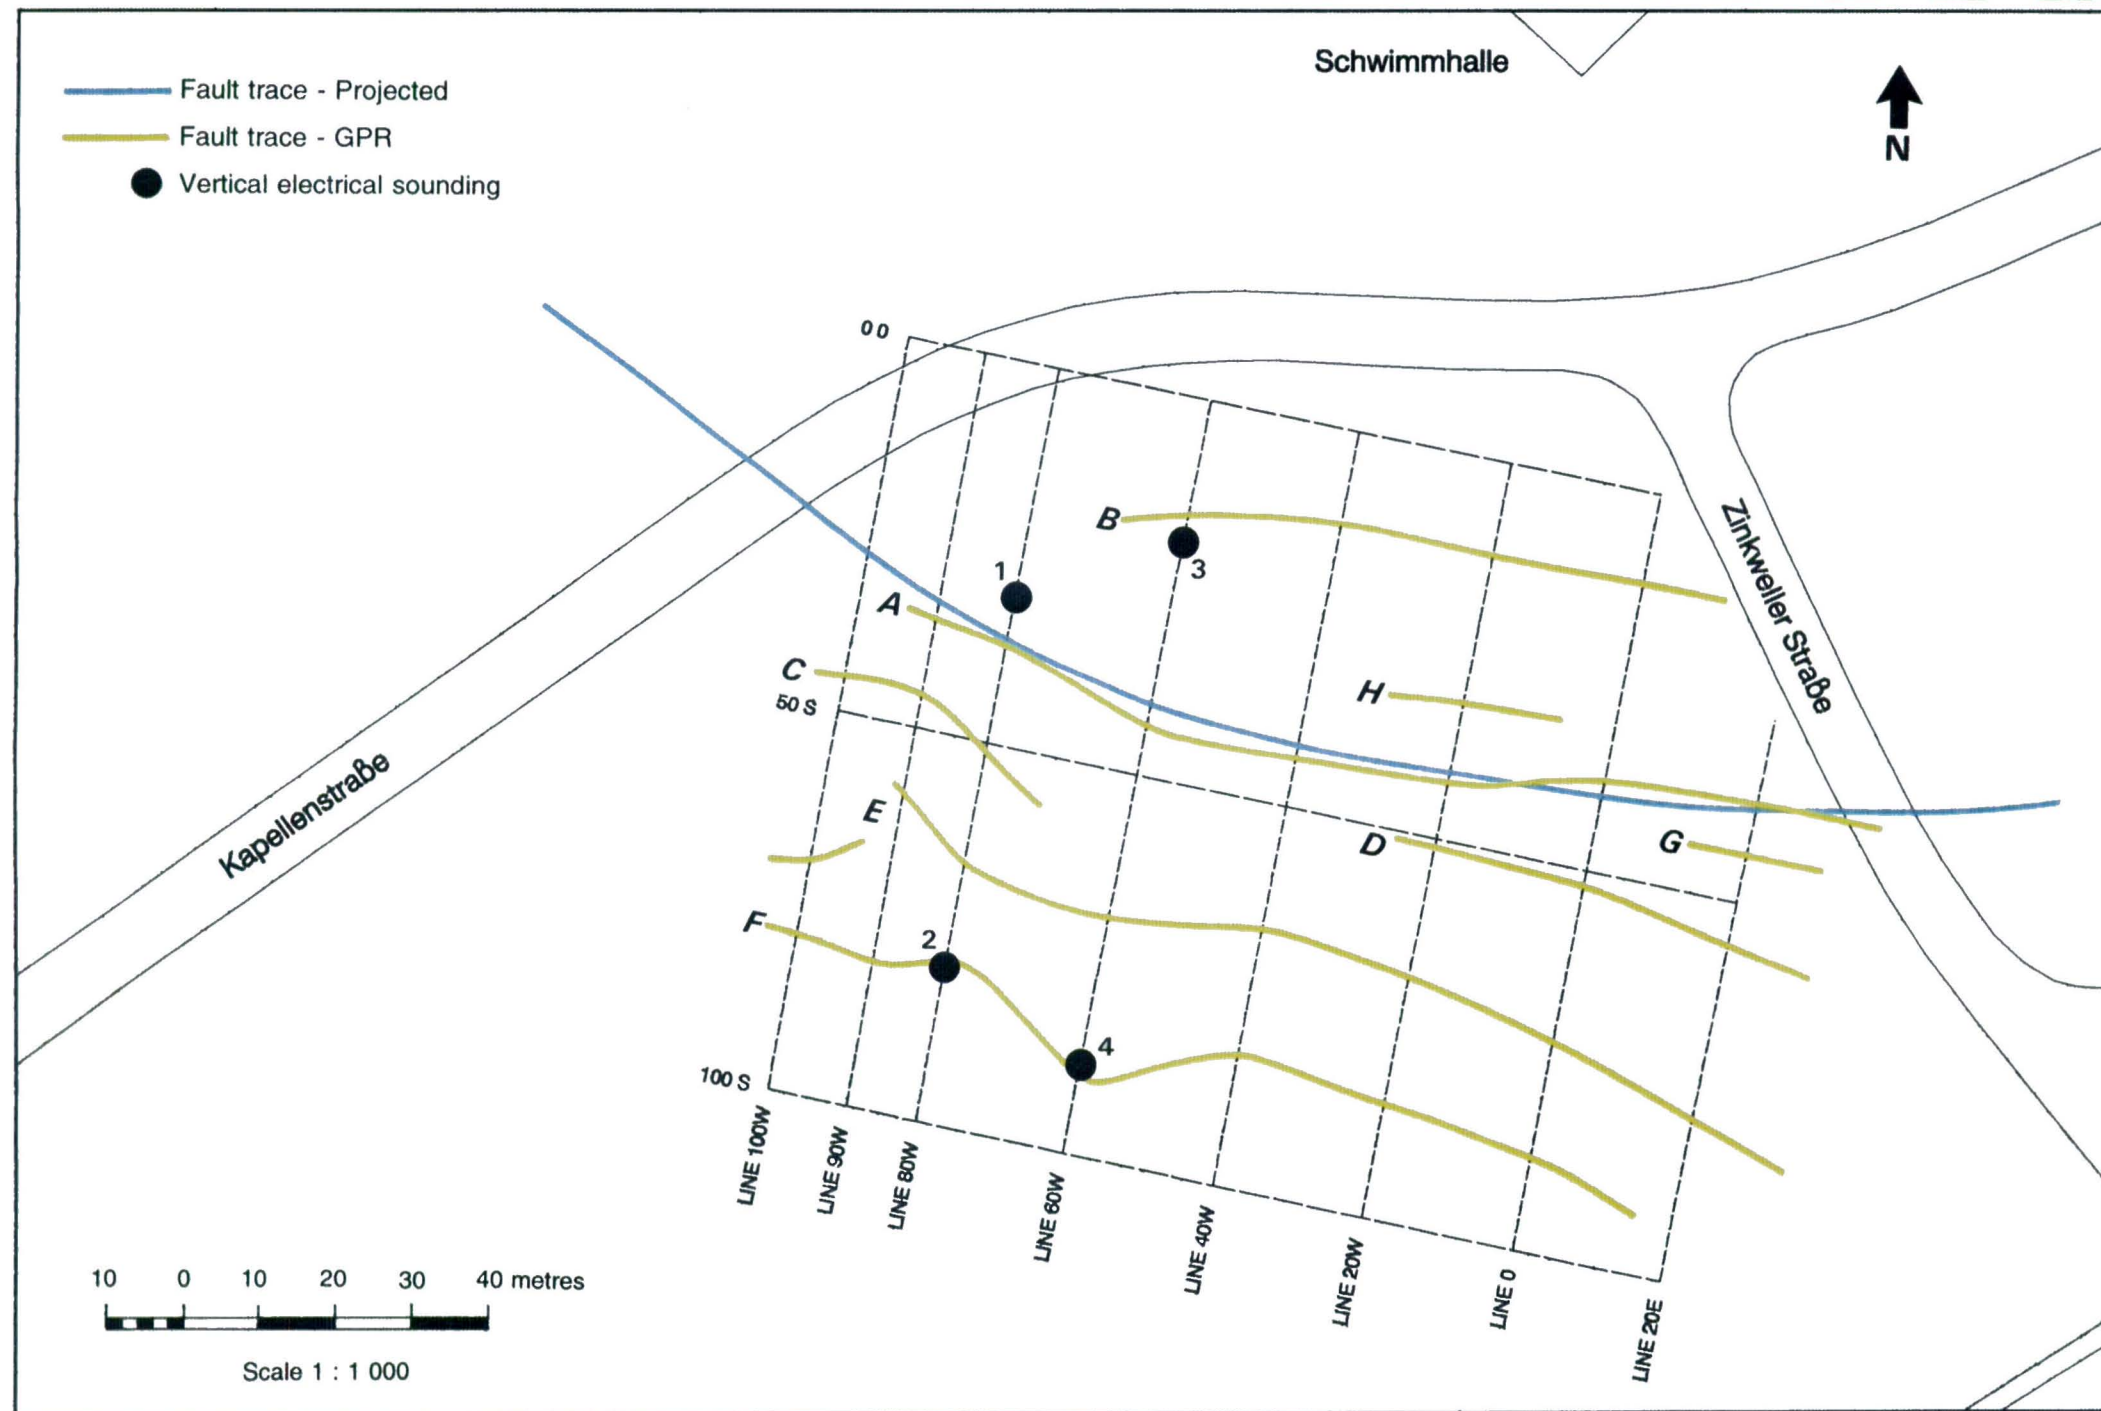 Schwimmhalle
Fault trace - Projected
Fault trace - GPR
Vertical electrical sounding
N
0 0
B
3
1
A
C
50 S
H
Zinkweller Straße
E
D
G
Kapellenstraße
F
2
4
100 S
LINE 100W
LINE 90W
LINE 80W
LINE 60W
LINE 40W
LINE 20W
LINE 0
LINE 20E
10 0 10 20 30 40 metres
Scale 1 : 1 000